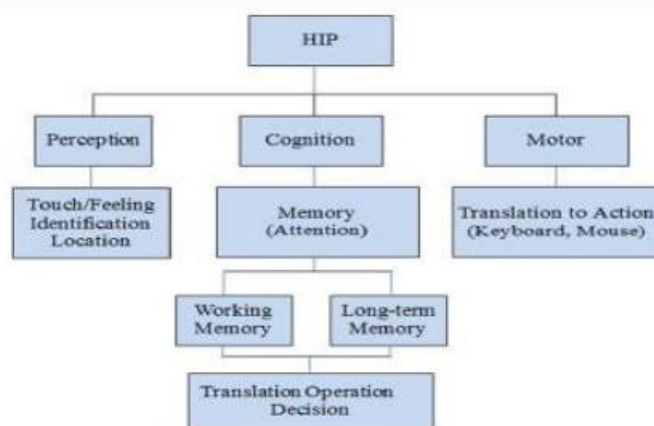 HIP
Perception
Cognition
Motor
Touch/Feeling
Identification
Location
Memory
(Attention)
Translation to Action
(Keyboard, Mouse)
Working
Memory
Long-term
Memory
Translation Operation
Decision